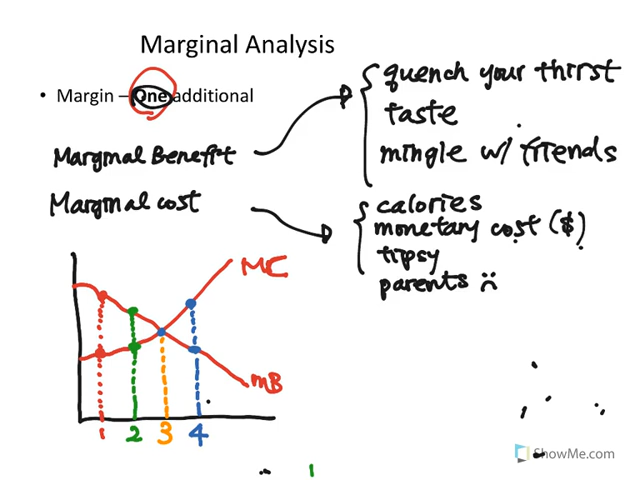 Marginal Analysis
• Margin – One additional
Marginal Benefit
Marginal cost
quench your thirst
taste
mingle w/ friends
calories
monetary cost ($)
tipsy
parents
MC
MB
1 2 3 4
1
ShowMe.com